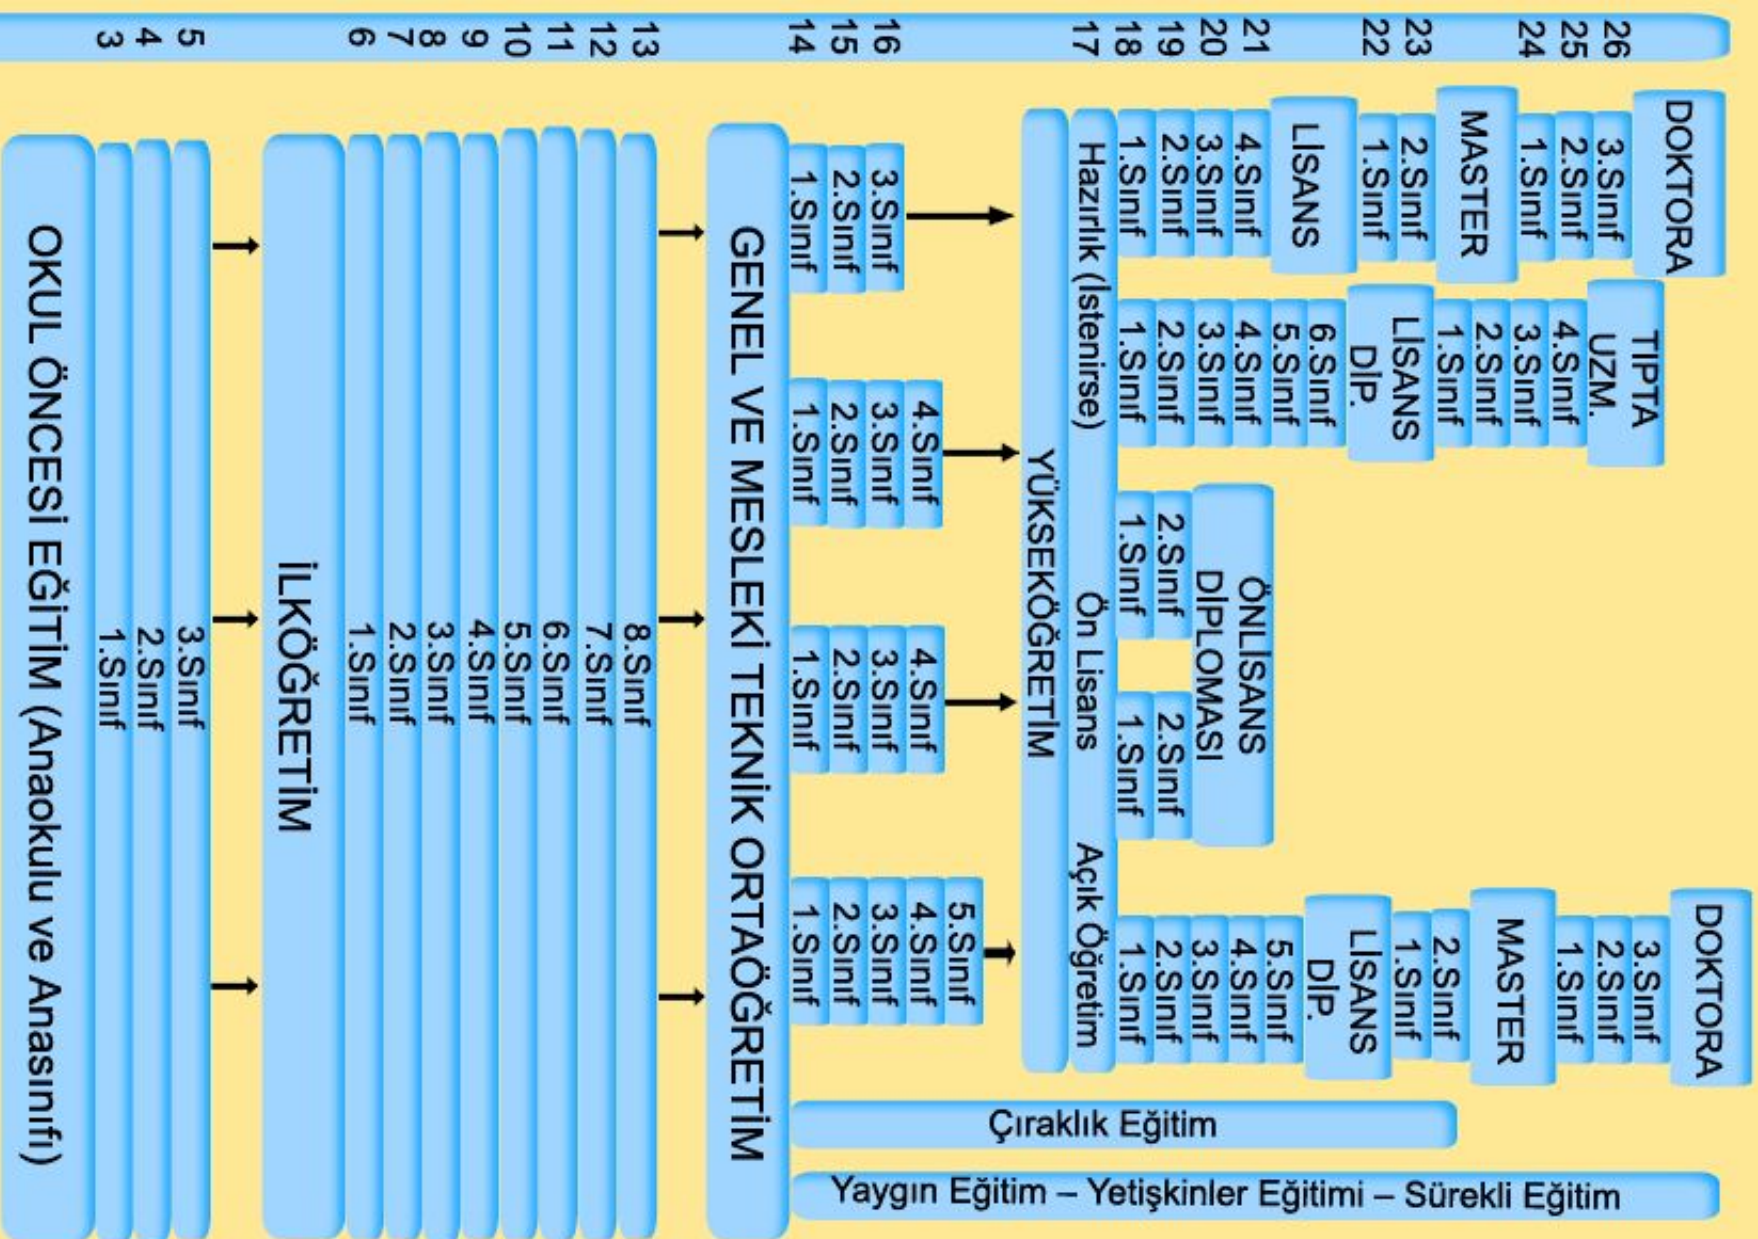 26
25
24
23
22
21
20
19
18
17
16
15
14
13
12
11
10
9
8
7
6
5
4
3
DOKTORA
3.Sınıf
2.Sınıf
1.Sınıf
MASTER
2.Sınıf
1.Sınıf
LİSANS
4.Sınıf
3.Sınıf
2.Sınıf
1.Sınıf
TIPTA
UZM.
4.Sınıf
3.Sınıf
2.Sınıf
1.Sınıf
LİSANS
DİP.
6.Sınıf
5.Sınıf
4.Sınıf
3.Sınıf
2.Sınıf
1.Sınıf
ÖNLİSANS
DİPLOMASI
2.Sınıf
1.Sınıf
2.Sınıf
1.Sınıf
DOKTORA
3.Sınıf
2.Sınıf
1.Sınıf
MASTER
2.Sınıf
1.Sınıf
LİSANS
DİP.
5.Sınıf
4.Sınıf
3.Sınıf
2.Sınıf
1.Sınıf
Hazırlık (İstenirse) Ön Lisans Açık Öğretim
YÜKSEKÖĞRETİM
3.Sınıf
2.Sınıf
1.Sınıf
4.Sınıf
3.Sınıf
2.Sınıf
1.Sınıf
4.Sınıf
3.Sınıf
2.Sınıf
1.Sınıf
5.Sınıf
4.Sınıf
3.Sınıf
2.Sınıf
1.Sınıf
Çıraklık Eğitim
Yaygın Eğitim – Yetişkinler Eğitimi – Sürekli Eğitim
GENEL VE MESLEKİ TEKNİK ORTAÖĞRETİM
8.Sınıf
7.Sınıf
6.Sınıf
5.Sınıf
4.Sınıf
3.Sınıf
2.Sınıf
1.Sınıf
İLKÖĞRETİM
3.Sınıf
2.Sınıf
1.Sınıf
OKUL ÖNCESİ EĞİTİM (Anaokulu ve Anasınıfı)